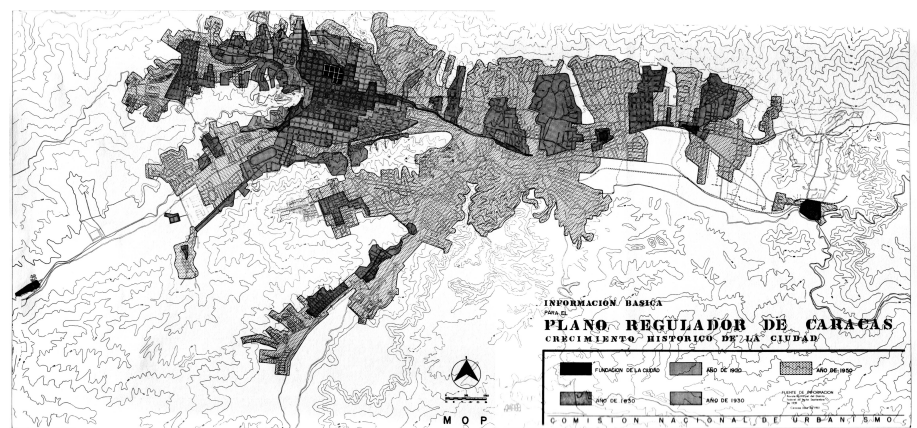 INFORMACIÓN BASICA
PARA EL
PLANO REGULADOR DE CARACAS
CRECIMIENTO HISTORICO DE LA CIUDAD
FUNDACION DE LA CIUDAD
AÑO DE 1900
AÑO DE 1950
AÑO DE 1930
FUENTE DE INFORMACION
MOP
COMISION NACIONAL DE URBANISMO